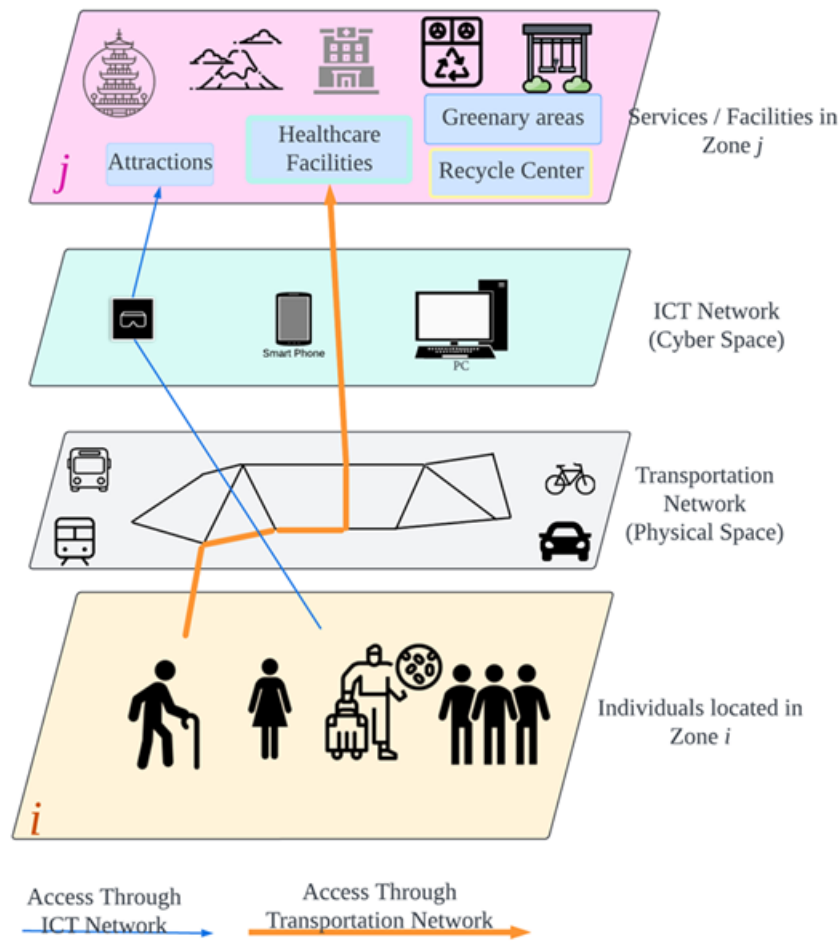 Greenary areas
Healthcare
Facilities
Attractions
Recycle Center
j
Services / Facilities in
Zone j
Smart Phone
PC
ICT Network
(Cyber Space)
Transportation
Network
(Physical Space)
Individuals located in
Zone i
i
Access Through
ICT Network
Access Through
Transportation Network